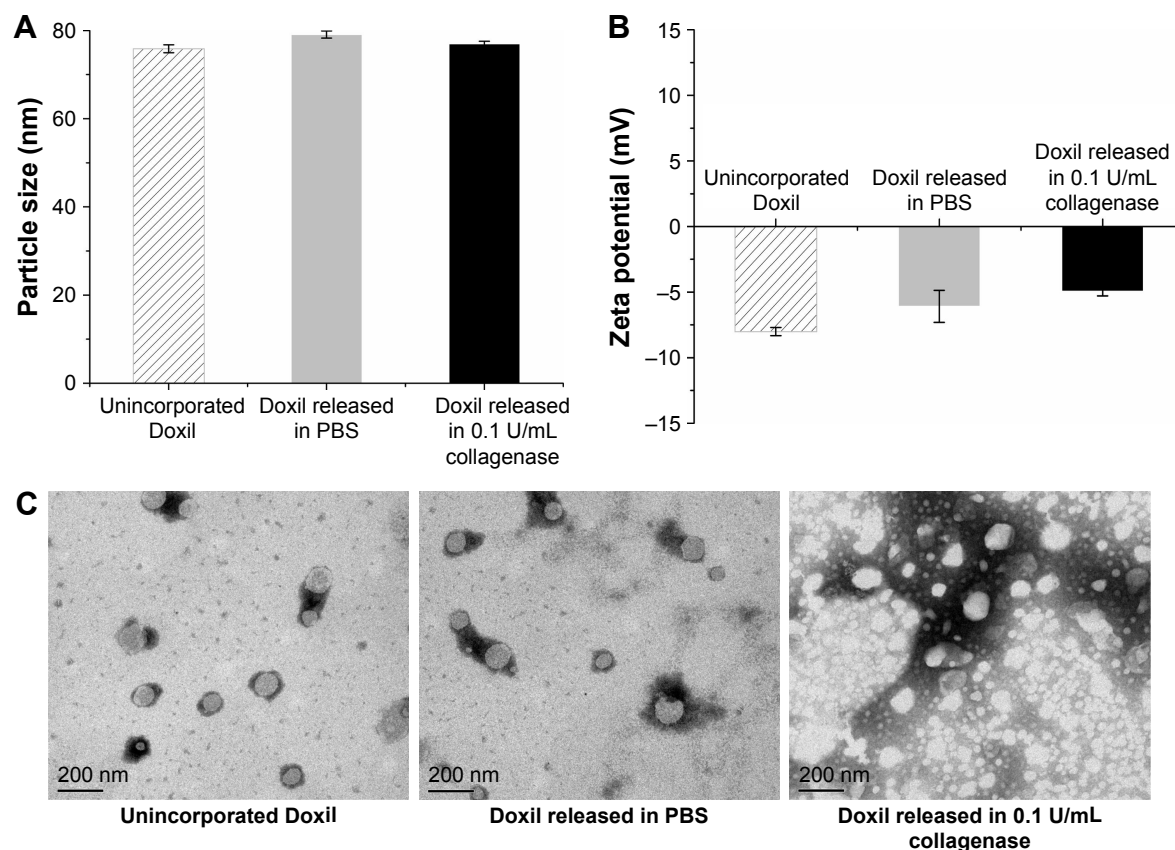 A
Particle size (nm)
80
60
40
20
0
Unincorporated
Doxil
Doxil released
in PBS
Doxil released
in 0.1 U/mL
collagenase
B
Zeta potential (mV)
15
10
5
0
–5
–10
–15
Unincorporated
Doxil
Doxil released
in PBS
Doxil released
in 0.1 U/mL
collagenase
C
200 nm
200 nm
200 nm
Unincorporated Doxil
Doxil released in PBS
Doxil released in 0.1 U/mL
collagenase